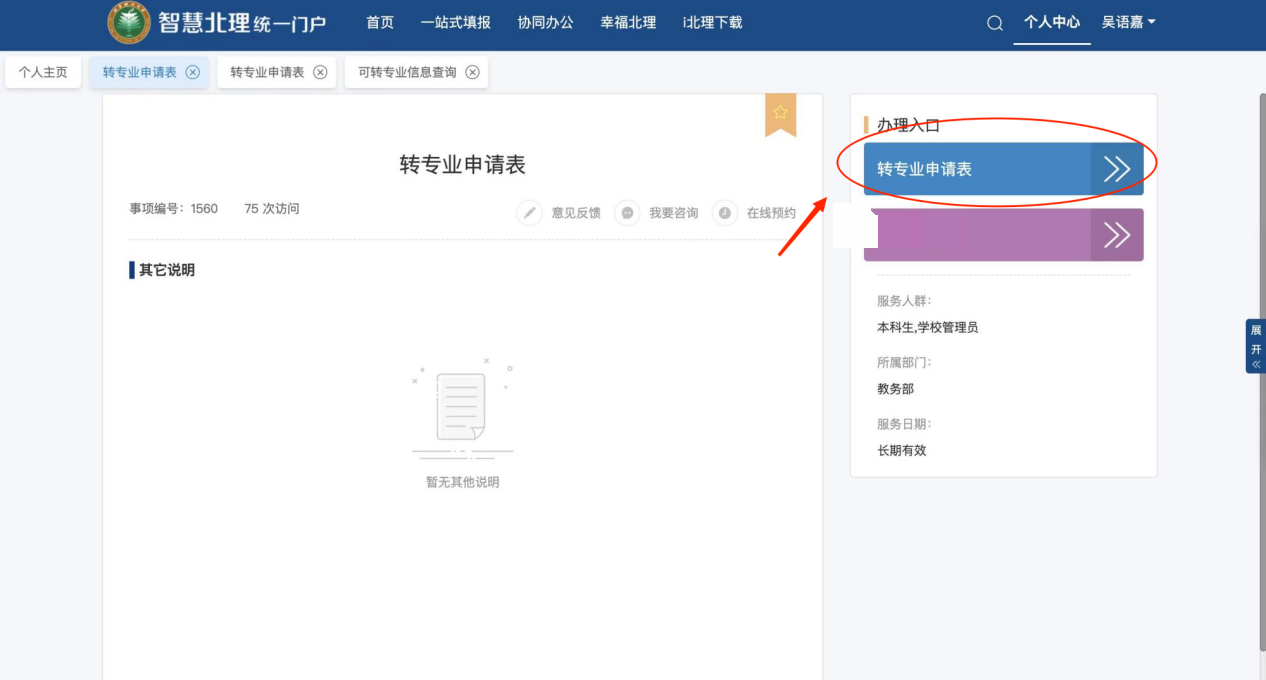 智慧北理统一门户 首页 一站式填报 协同办公 幸福北理 i北理下载 个人中心 吴语嘉
个人主页 转专业申请表 转专业申请表 可转专业信息查询
转专业申请表
事项编号：1560 75 次访问 意见反馈 我要咨询 在线预约
其它说明
暂无其他说明
办理入口
转专业申请表
服务人群：
本科生,学校管理员
所属部门：
教务部
服务日期：
长期有效
展
开